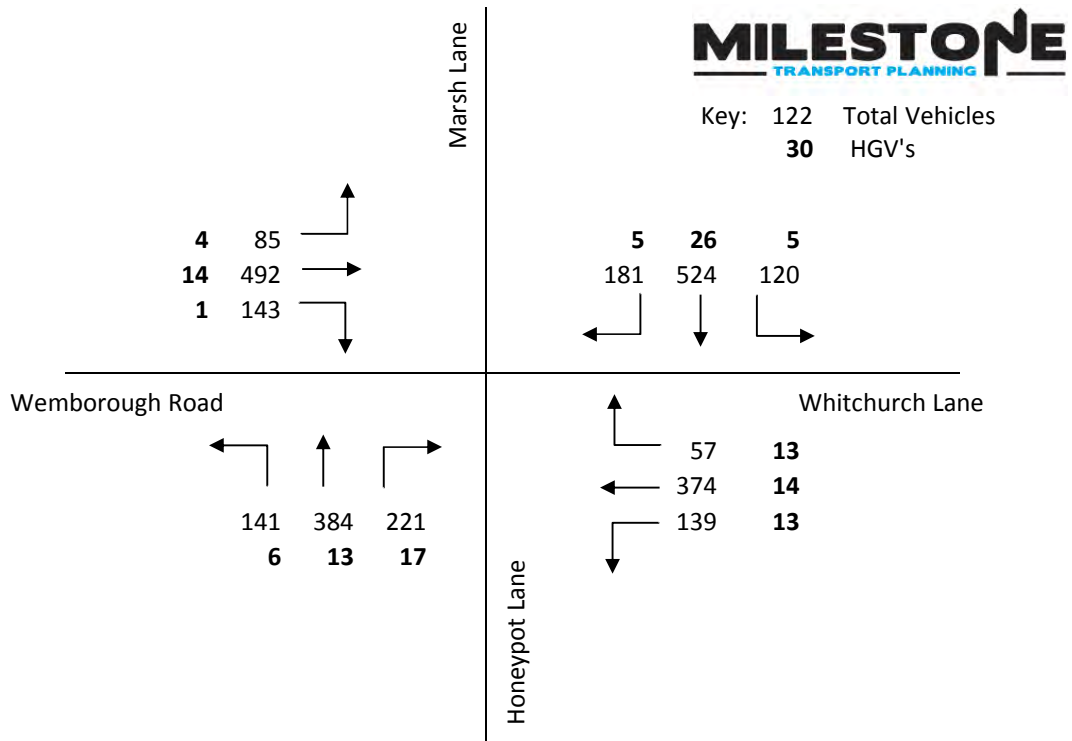 MILESTONE
TRANSPORT PLANNING
Key: 122 Total Vehicles
30 HGV's
Marsh Lane
4 85
14 492
1 143
5 26 5
181 524 120
Wemborough Road
Whitchurch Lane
57 13
374 14
139 13
141 384 221
6 13 17
Honeypot Lane